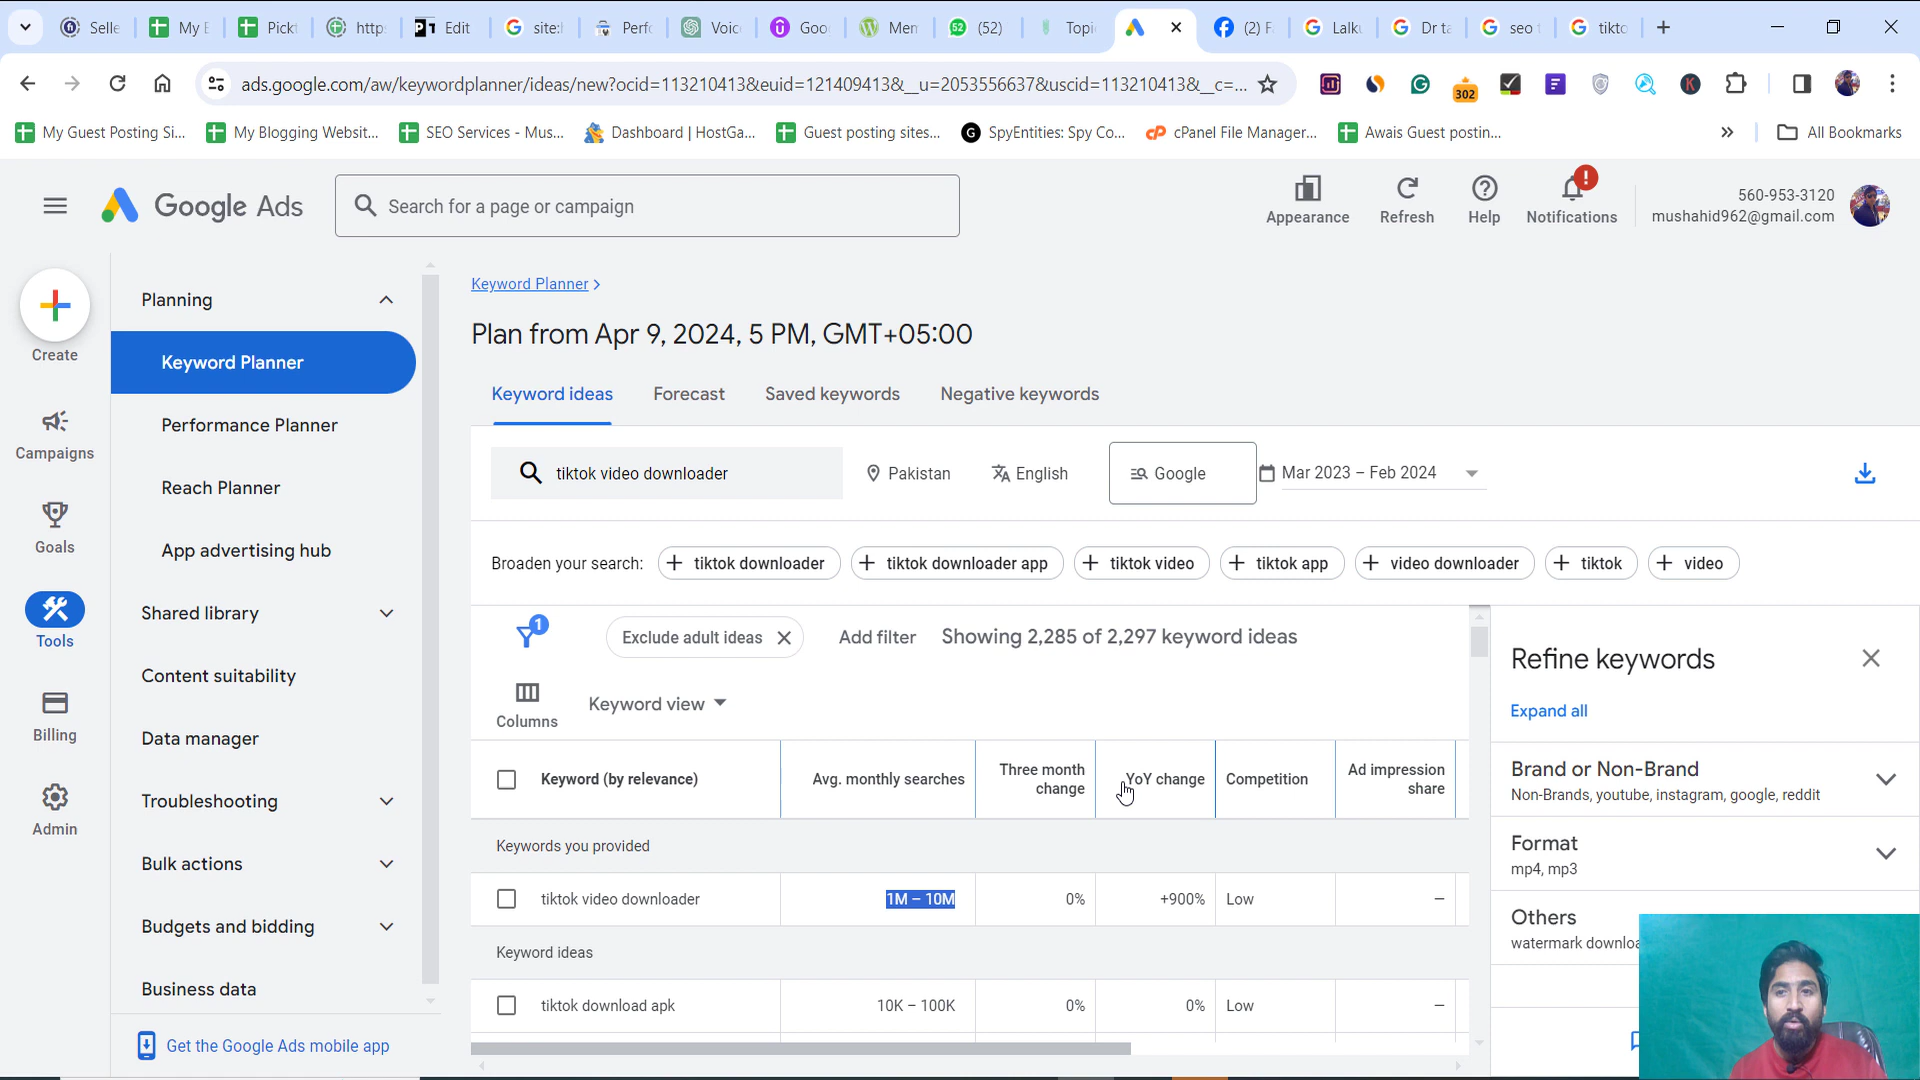 Selle
My E
Pickt
http:
Edit
site:l
Perfo
Voic
Goo
Mem
52
(52)
Topi
(2) F
Lalku
Dr ta
seo t
tikto
ads.google.com/aw/keywordplanner/ideas/new?ocid=113210413&euid=121409413&__u=2053556637&uscid=113210413&__c=...
302
My Guest Posting Si...
My Blogging Websit...
SEO Services - Mus...
Dashboard | HostGa...
Guest posting sites...
SpyEntities: Spy Co...
cPanel File Manager...
Awais Guest postin...
All Bookmarks
Google Ads
Search for a page or campaign
Appearance
Refresh
Help
Notifications
560-953-3120
mushahid962@gmail.com
Create
Campaigns
Goals
Tools
Billing
Admin
Planning
Keyword Planner
Performance Planner
Reach Planner
App advertising hub
Shared library
Content suitability
Data manager
Troubleshooting
Bulk actions
Budgets and bidding
Business data
Get the Google Ads mobile app
Keyword Planner
Plan from Apr 9, 2024, 5 PM, GMT+05:00
Keyword ideas Forecast Saved keywords Negative keywords
tiktok video downloader Pakistan English Google Mar 2023 – Feb 2024
Broaden your search: + tiktok downloader + tiktok downloader app + tiktok video + tiktok app + video downloader + tiktok + video
1
Exclude adult ideas Add filter Showing 2,285 of 2,297 keyword ideas
Columns
Keyword view
Keyword (by relevance) Avg. monthly searches Three month change YoY change Competition Ad impression share
Keywords you provided
tiktok video downloader 1M – 10M 0% +900% Low –
Keyword ideas
tiktok download apk 10K – 100K 0% 0% Low –
Refine keywords
Expand all
Brand or Non-Brand
Non-Brands, youtube, instagram, google, reddit
Format
mp4, mp3
Others
watermark downloa